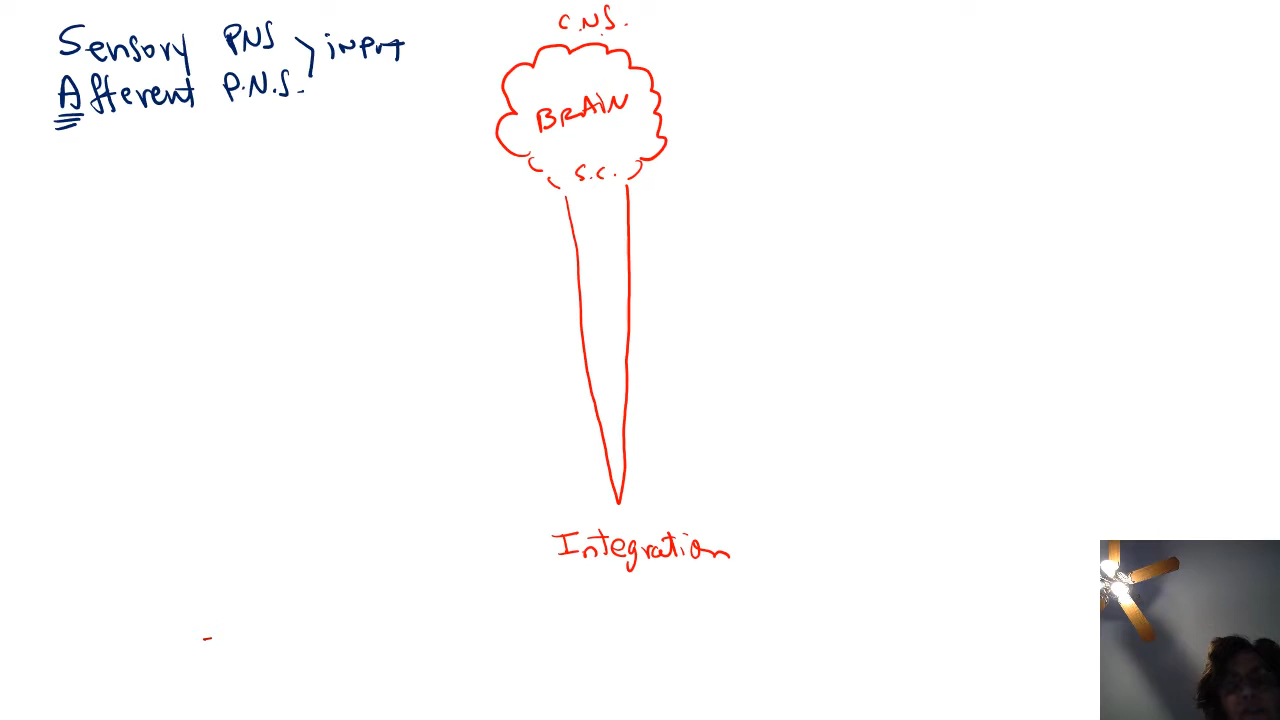 Sensory PNS
Afferent P.N.S.
input
C.N.S.
BRAIN
S.C.
Integration